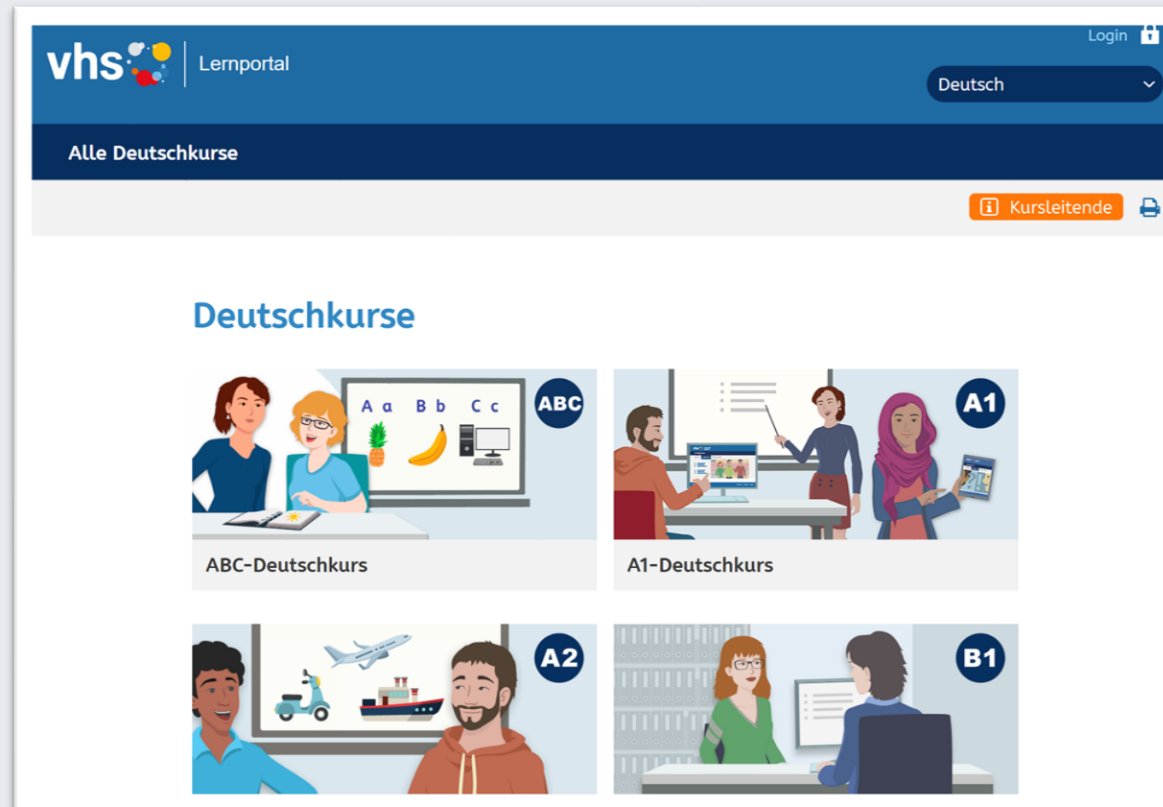 Login
vhs Lernportal
Deutsch
Alle Deutschkurse
Kursleitende
Deutschkurse
A a B b C c
ABC
A1
ABC-Deutschkurs
A1-Deutschkurs
A2
B1